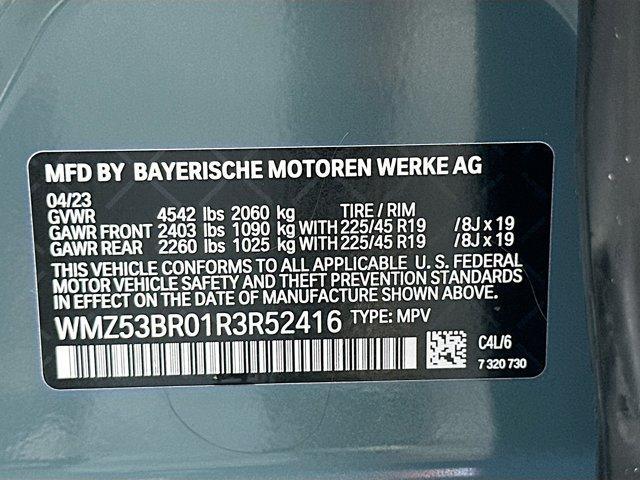 MFD BY BAYERISCHE MOTOREN WERKE AG
04/23
GVWR 4542 lbs 2060 kg TIRE / RIM
GAWR FRONT 2403 lbs 1090 kg WITH 225/45 R19 /8J x 19
GAWR REAR 2260 lbs 1025 kg WITH 225/45 R19 /8J x 19
THIS VEHICLE CONFORMS TO ALL APPLICABLE U. S. FEDERAL
MOTOR VEHICLE SAFETY AND THEFT PREVENTION STANDARDS
IN EFFECT ON THE DATE OF MANUFACTURE SHOWN ABOVE.
WMZ53BR01R3R52416 TYPE: MPV
C4L/6
7 320 730